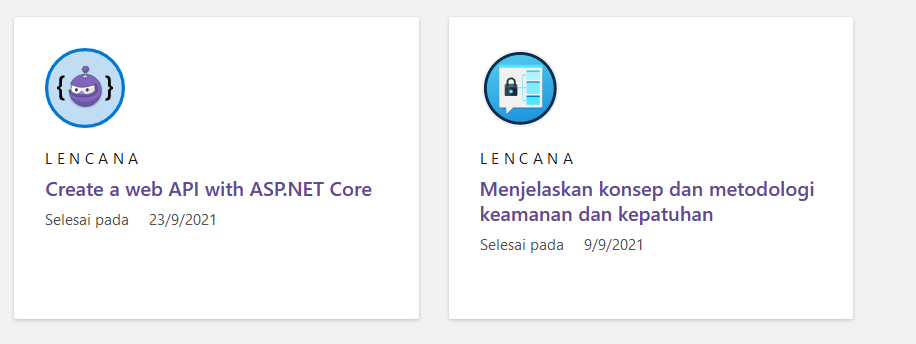 LENCANA
Create a web API with ASP.NET Core
Selesai pada 23/9/2021
LENCANA
Menjelaskan konsep dan metodologi
keamanan dan kepatuhan
Selesai pada 9/9/2021